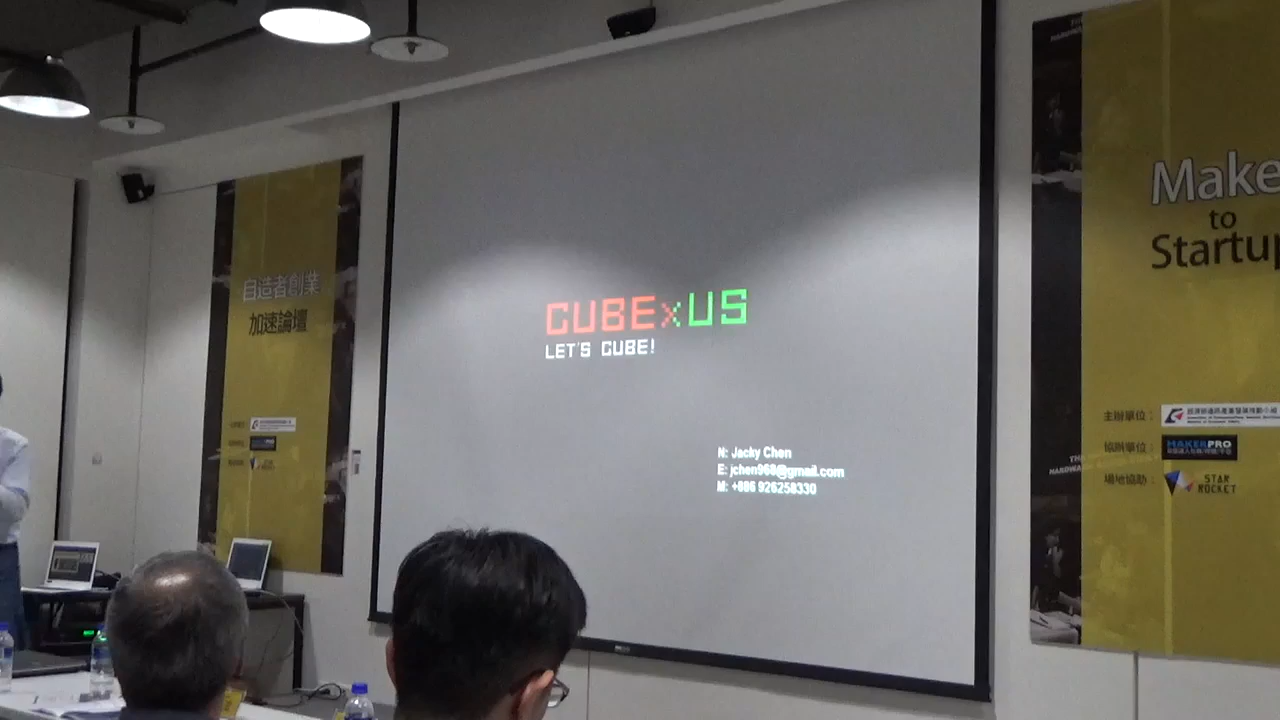 自造者創業
加速論壇
CUBExUS
LET'S CUBE!
N: Jacky Chen
E: jchen968@gmail.com
M: +886 926258330
Make
to
Startup
主辦單位：
協辦單位：
MAKERPRO
場地協助：
STAR
ROCKET